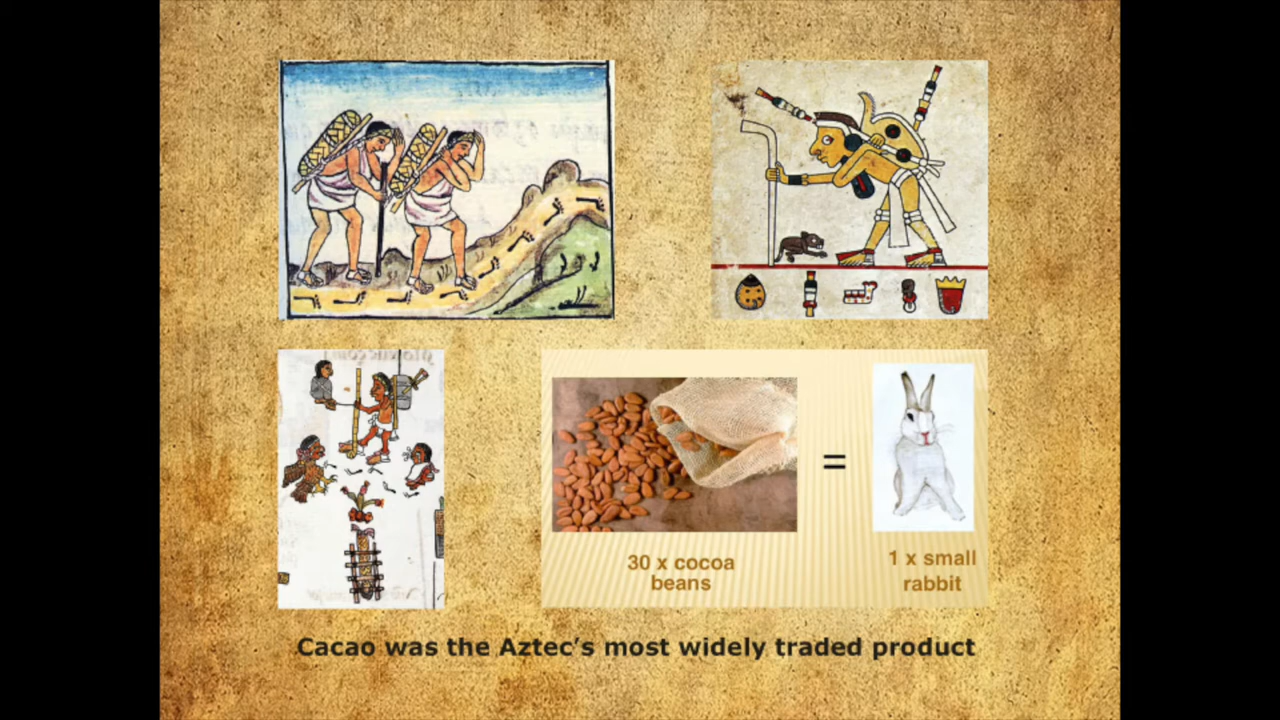 30 x cocoa
beans
=
1 x small
rabbit
Cacao was the Aztec’s most widely traded product